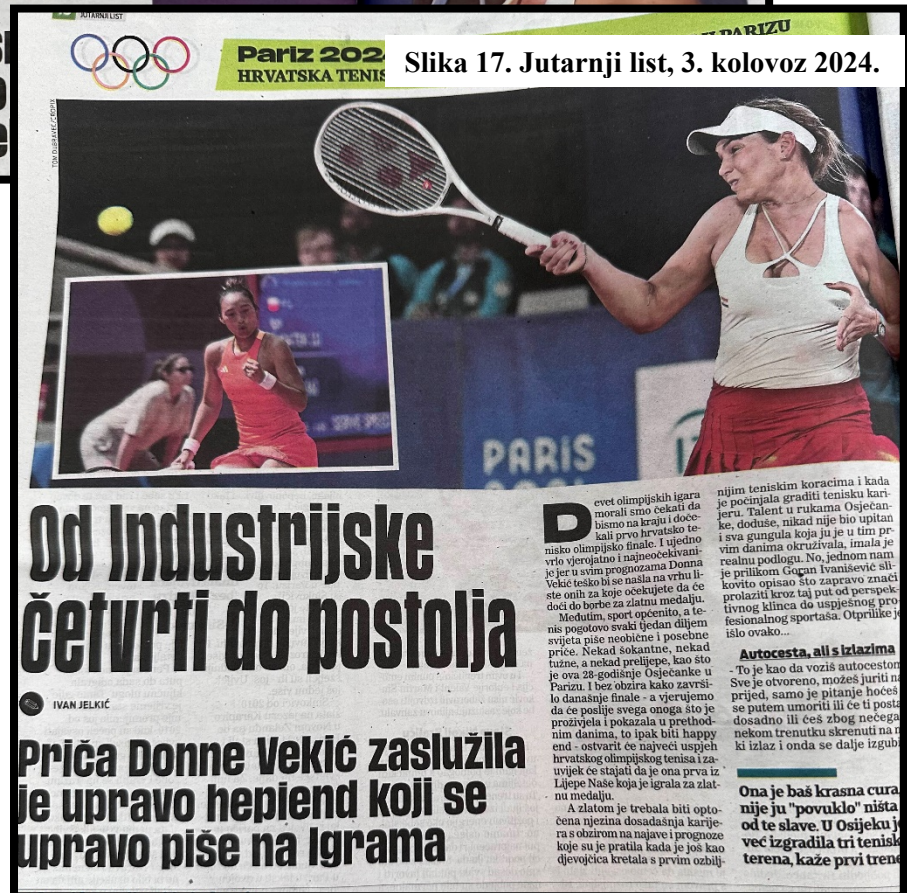 JUTARNJI LIST
Pariz 202
HRVATSKA TENIS
PARIZU
Slika 17. Jutarnji list, 3. kolovoz 2024.
TOM DUBRAVEC/CROPIX
PARIS
Od Industrijske
četvrti do postolja
IVAN JELKIĆ
Priča Donne Vekić zaslužila
je upravo hepiend koji se
upravo piše na Igrama
Devet olimpijskih igara
morali smo čekati da
bismo na kraju i doče-
kali prvo hrvatsko te-
nisko olimpijsko finale. I ujedno
vrlo vjerojatno i najneočekivani-
je jer u svim prognozama Donna
Vekić teško bi se našla na vrhu li-
ste onih za koje očekujete da će
doći do borbe za zlatnu medalju.
Međutim, sport općenito, a te-
nis pogotovo svaki tjedan diljem
svijeta piše neobične i posebne
priče. Nekad šokantne, nekad
tužne, a nekad prelijepe, kao što
je ova 28-godišnje Osječanke u
Parizu. I bez obzira kako završi-
lo današnje finale - a vjerujemo
da će poslije svega onoga što je
proživjela i pokazala u prethod-
nim danima, to ipak biti happy
end - ostvarit će najveći uspjeh
hrvatskog olimpijskog tenisa i za-
uvijek će stajati da je ona prva iz
Lijepe Naše koja je igrala za zlat-
nu medalju.
A zlatom je trebala biti opto-
čena njezina dosadašnja karije-
ra s obzirom na najave i prognoze
koje su je pratila kada je još kao
djevojčica kretala s prvim ozbilj-
nijim teniskim koracima i kada
je počinjala graditi tenisku kari-
jeru. Talent u rukama Osječan-
ke, doduše, nikad nije bio upitan
i sva gungula koja ju je u tim pr-
vim danima okruživala, imala je
realnu podlogu. No, jednom nam
je prilikom Goran Ivanišević sli-
kovito opisao što zapravo znači
prolaziti kroz taj put od perspek-
tivnog klinca do uspješnog pro-
fesionalnog sportaša. Otprilike je
išlo ovako...
Autocesta, ali s izlazima
- To je kao da voziš autocestom
Sve je otvoreno, možeš juriti na
prijed, samo je pitanje hoćeš
se putem umoriti ili će ti posta
dosadno ili ćeš zbog nečega
nekom trenutku skrenuti na n
ki izlaz i onda se dalje izgubi
Ona je baš krasna cura,
nije ju "povuklo" ništa
od te slave. U Osijeku je
već izgradila tri tenisk
terena, kaže prvi trene